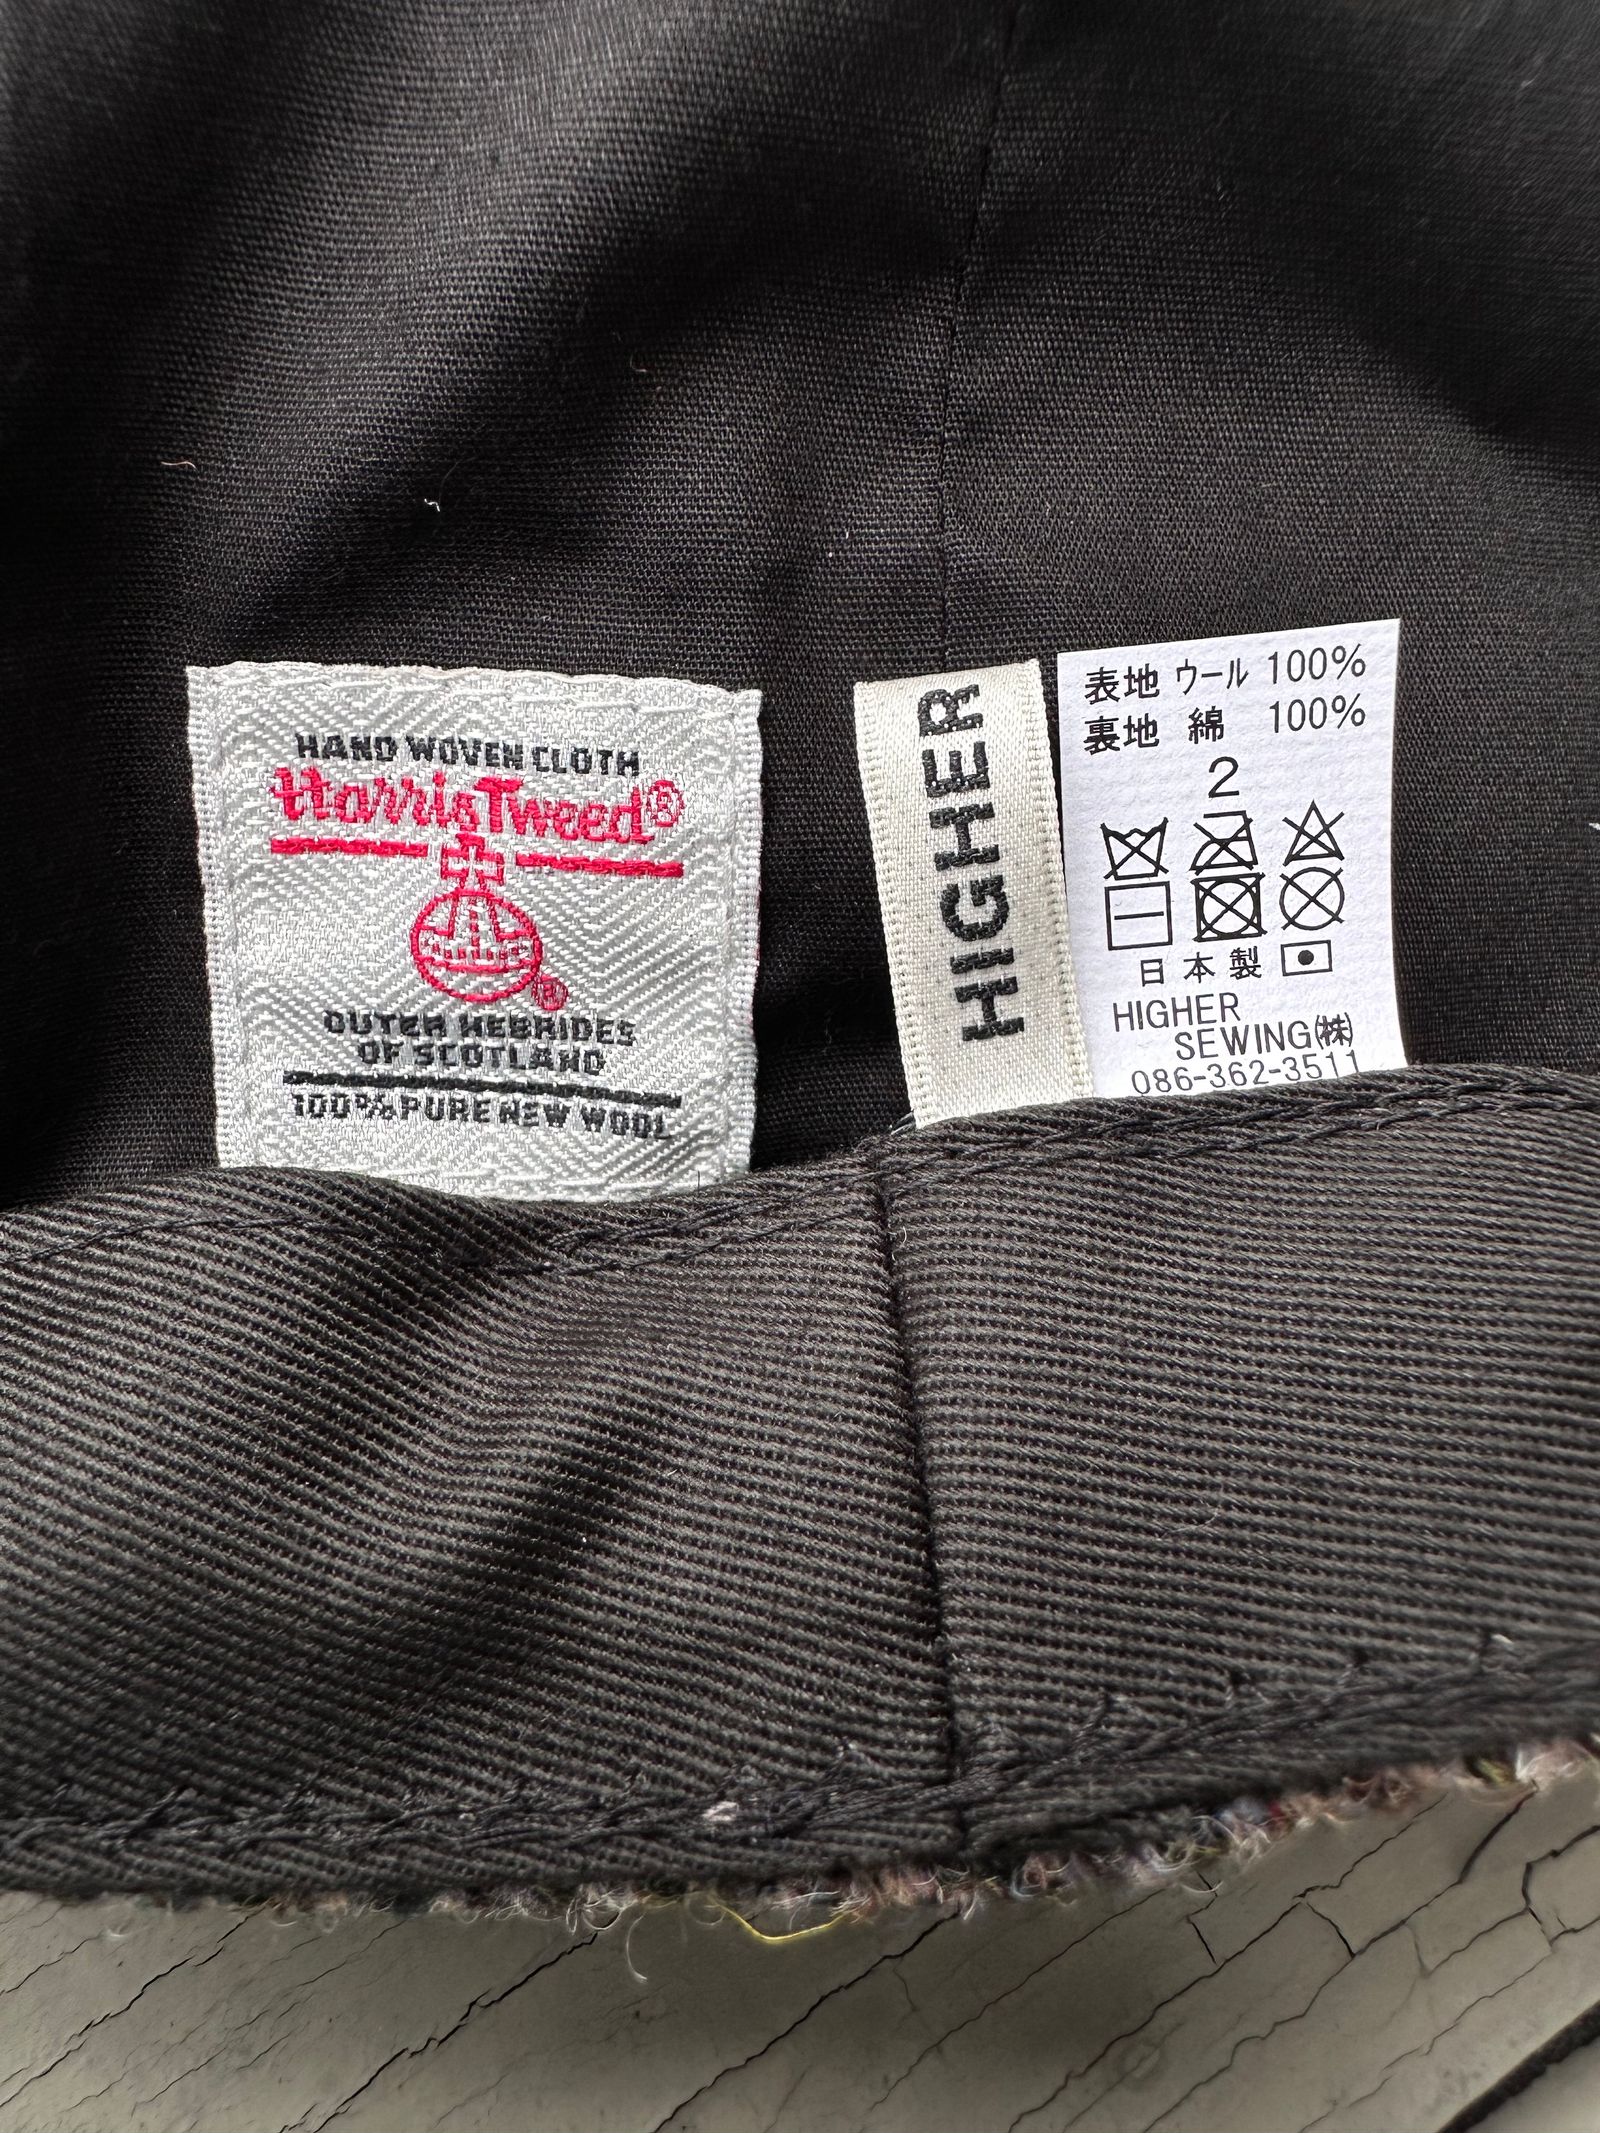 HAND WOVEN CLOTH
Harris Tweed®
®
OUTER HEBRIDES
OF SCOTLAND
100% PURE NEW WOOL
HIGHER
表地 ウール 100%
裏地 綿 100%
2
日本製
HIGHER
SEWING㈱
086-362-3511